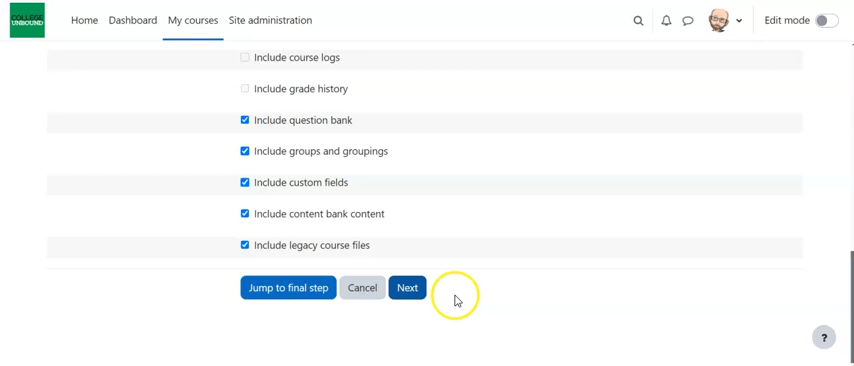 COLLEGE
UNBOUND
Home Dashboard My courses Site administration Edit mode
Include course logs
Include grade history
Include question bank
Include groups and groupings
Include custom fields
Include content bank content
Include legacy course files
Jump to final step Cancel Next
?